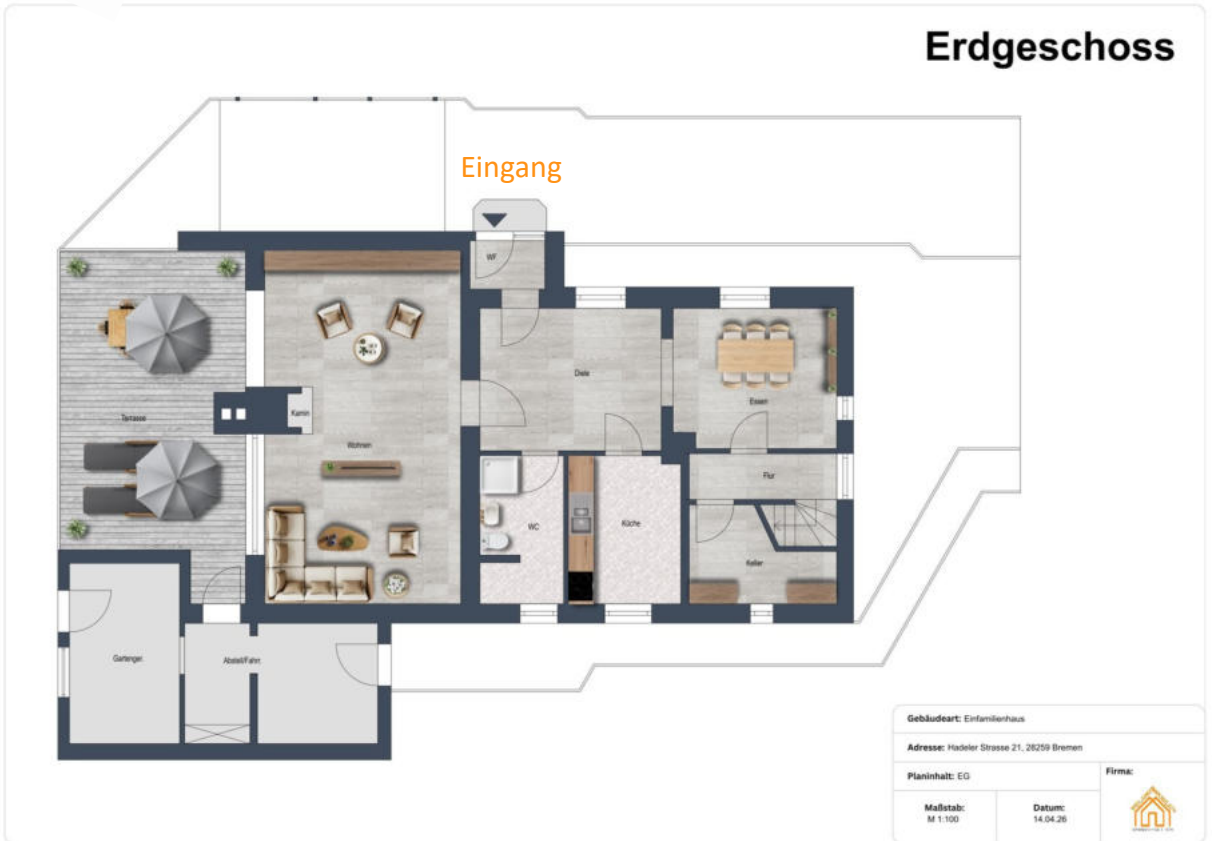 Erdgeschoss
Eingang
WF
Diele
Essen
Kamin
Terrasse
Wohnen
Flur
WC
Küche
Keller
Gartenger.
Abstell/Fahrr.
Gebäudeart: Einfamilienhaus
Adresse: Hadeler Strasse 21, 28259 Bremen
Planinhalt: EG
Firma:
Maßstab:
M 1:100
Datum:
14.04.26